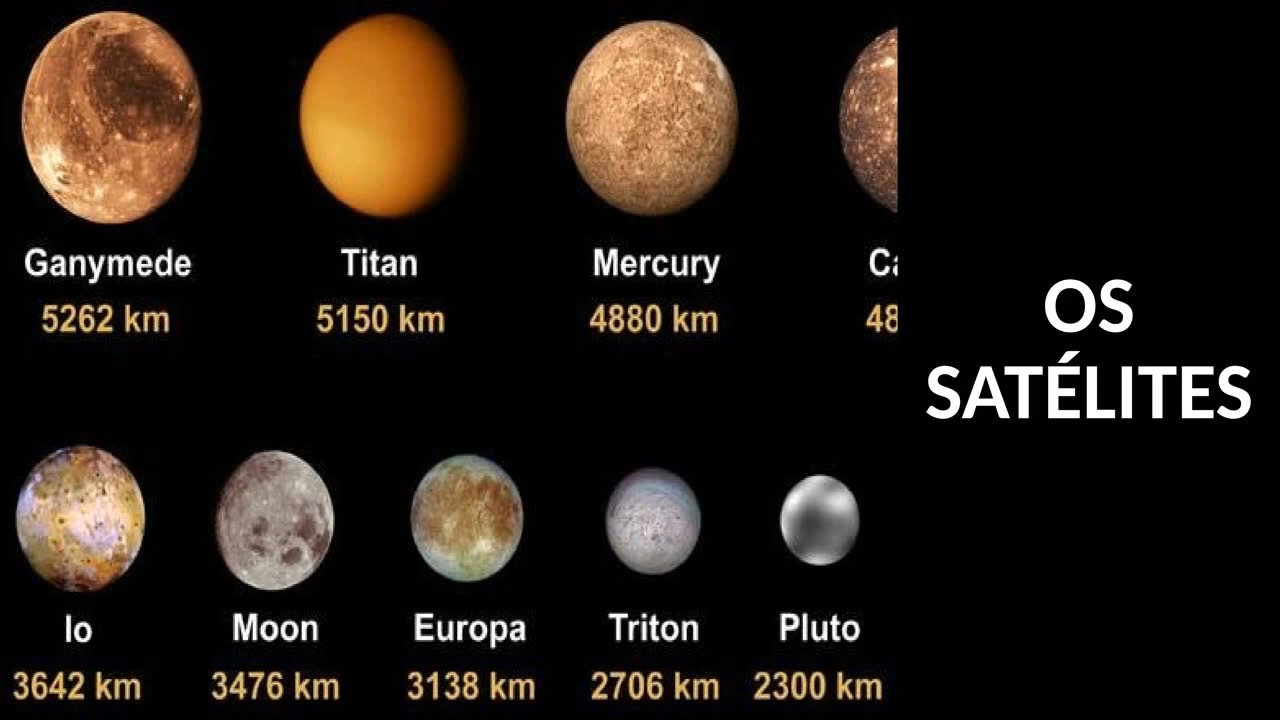 Ganymede
5262 km
Titan
5150 km
Mercury
4880 km
OS
SATÉLITES
Io
3642 km
Moon
3476 km
Europa
3138 km
Triton
2706 km
Pluto
2300 km